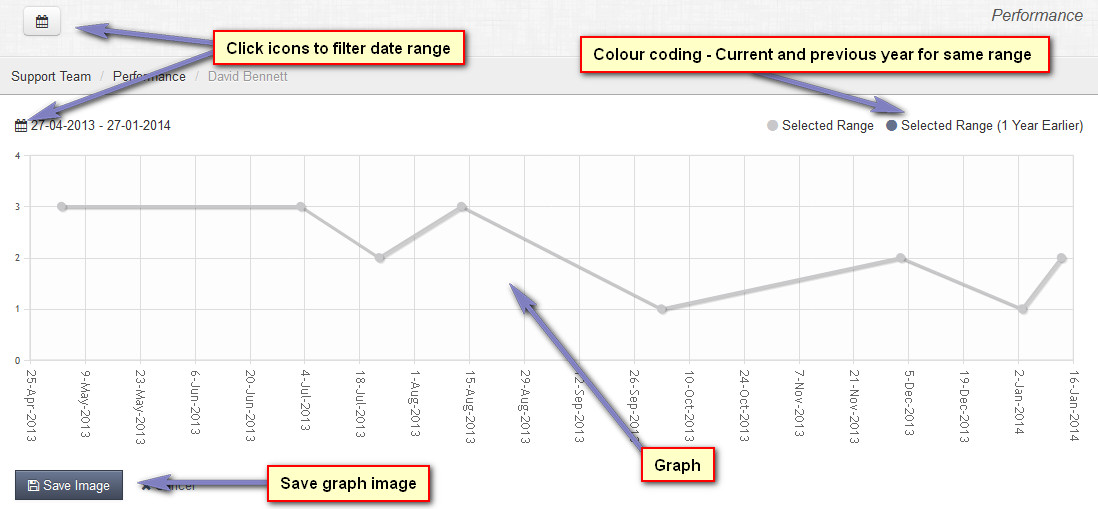 Performance
Click icons to filter date range
Colour coding - Current and previous year for same range
Support Team / Performance / David Bennett
27-04-2013 - 27-01-2014
Selected Range
Selected Range (1 Year Earlier)
4
3
2
1
0
25-Apr-2013
9-May-2013
23-May-2013
6-Jun-2013
20-Jun-2013
4-Jul-2013
18-Jul-2013
1-Aug-2013
15-Aug-2013
29-Aug-2013
12-Sep-2013
26-Sep-2013
10-Oct-2013
24-Oct-2013
7-Nov-2013
21-Nov-2013
5-Dec-2013
19-Dec-2013
2-Jan-2014
16-Jan-2014
Graph
Save Image
Cancel
Save graph image